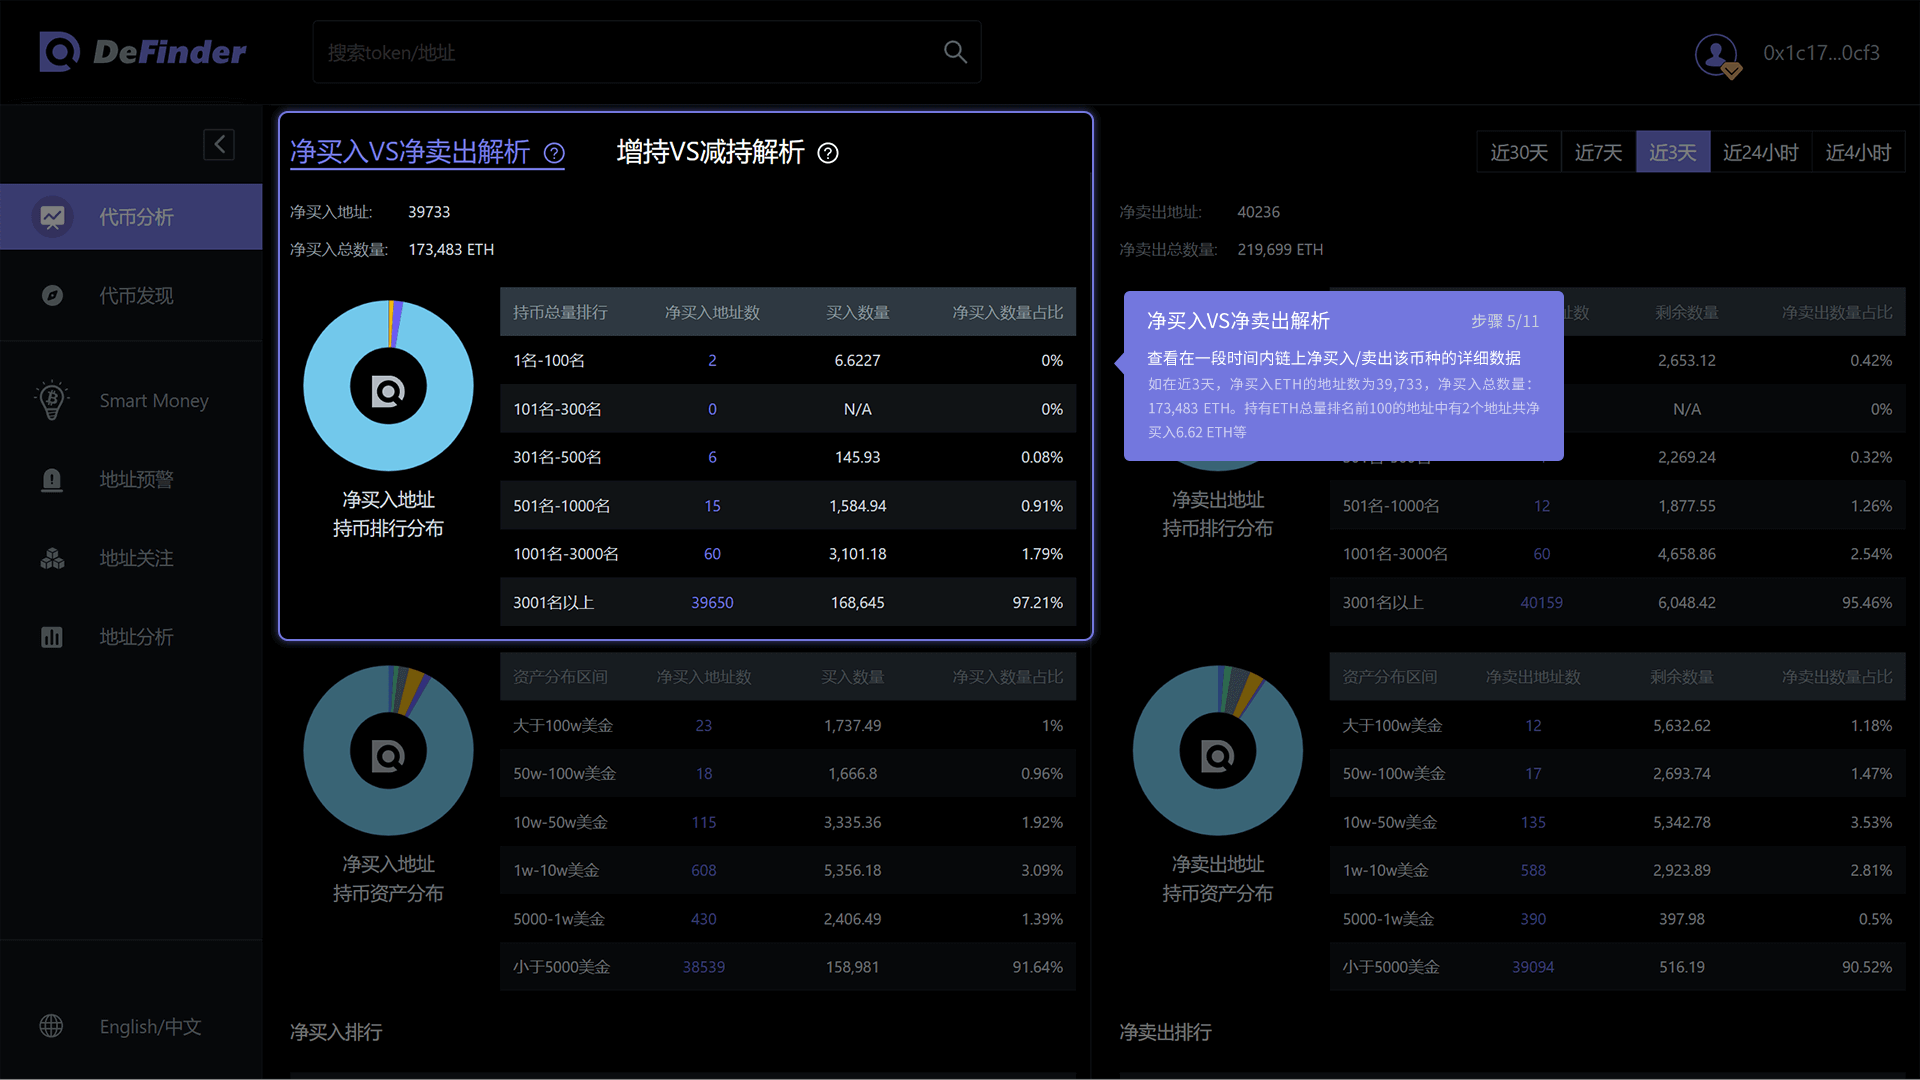 DeFinder
搜索token/地址
0x1c17...0cf3
代币分析
代币发现
Smart Money
地址预警
地址关注
地址分析
English/中文
净买入VS净卖出解析
增持VS减持解析
近30天 近7天 近3天 近24小时 近4小时
净买入地址: 39733
净买入总数量: 173,483 ETH
净买入地址
持币排行分布
持币总量排行 净买入地址数 买入数量 净买入数量占比
1名-100名 2 6.6227 0%
101名-300名 0 N/A 0%
301名-500名 6 145.93 0.08%
501名-1000名 15 1,584.94 0.91%
1001名-3000名 60 3,101.18 1.79%
3001名以上 39650 168,645 97.21%
净卖出地址: 40236
净卖出总数量: 219,699 ETH
净买入VS净卖出解析
步骤 5/11
查看在一段时间内链上净买入/卖出该币种的详细数据
如在近3天，净买入ETH的地址数为39,733，净买入总数量：
173,483 ETH。持有ETH总量排名前100的地址中有2个地址共净
买入6.62 ETH等
净卖出地址
持币排行分布
址数 剩余数量 净卖出数量占比
2,653.12 0.42%
N/A 0%
2,269.24 0.32%
501名-1000名 12 1,877.55 1.26%
1001名-3000名 60 4,658.86 2.54%
3001名以上 40159 6,048.42 95.46%
净买入地址
持币资产分布
资产分布区间 净买入地址数 买入数量 净买入数量占比
大于100w美金 23 1,737.49 1%
50w-100w美金 18 1,666.8 0.96%
10w-50w美金 115 3,335.36 1.92%
1w-10w美金 608 5,356.18 3.09%
5000-1w美金 430 2,406.49 1.39%
小于5000美金 38539 158,981 91.64%
净卖出地址
持币资产分布
资产分布区间 净卖出地址数 剩余数量 净卖出数量占比
大于100w美金 12 5,632.62 1.18%
50w-100w美金 17 2,693.74 1.47%
10w-50w美金 135 5,342.78 3.53%
1w-10w美金 588 2,923.89 2.81%
5000-1w美金 390 397.98 0.5%
小于5000美金 39094 516.19 90.52%
净买入排行
净卖出排行